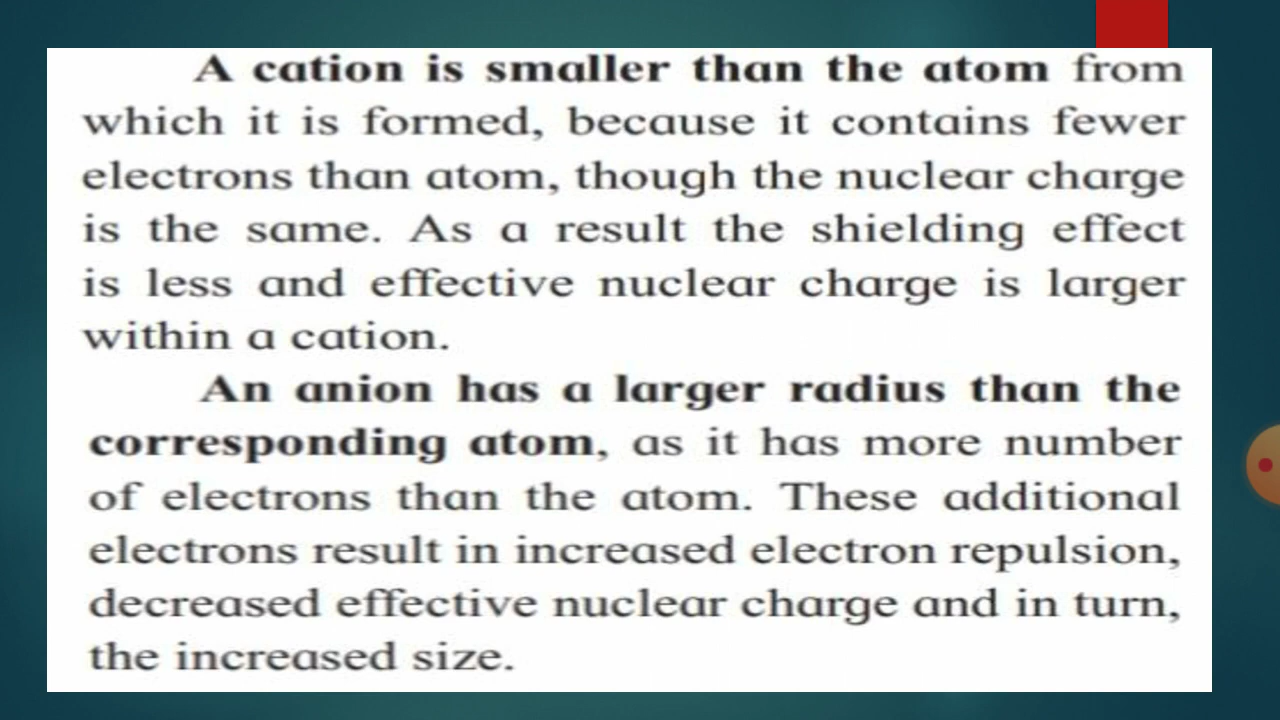 A cation is smaller than the atom from
which it is formed, because it contains fewer
electrons than atom, though the nuclear charge
is the same. As a result the shielding effect
is less and effective nuclear charge is larger
within a cation.
An anion has a larger radius than the
corresponding atom, as it has more number
of electrons than the atom. These additional
electrons result in increased electron repulsion,
decreased effective nuclear charge and in turn,
the increased size.